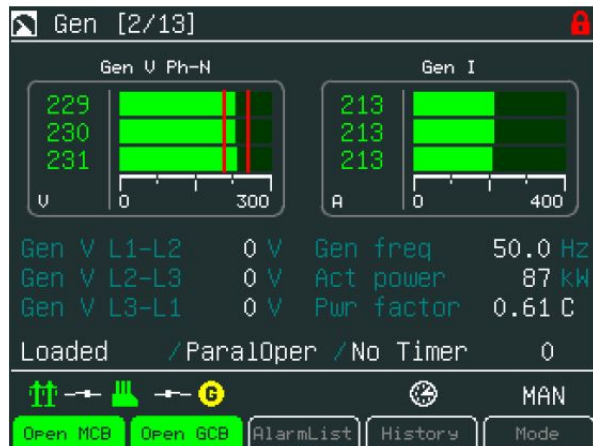 Gen [2/13]
Gen V Ph-N
229
230
231
V 0 300
Gen I
213
213
213
A 0 400
Gen V L1-L2 0 V Gen freq 50.0 Hz
Gen V L2-L3 0 V Act power 87 kW
Gen V L3-L1 0 V Pwr factor 0.61 C
Loaded /ParalOper /No Timer 0
G MAN
Open MCB Open GCB AlarmList History Mode